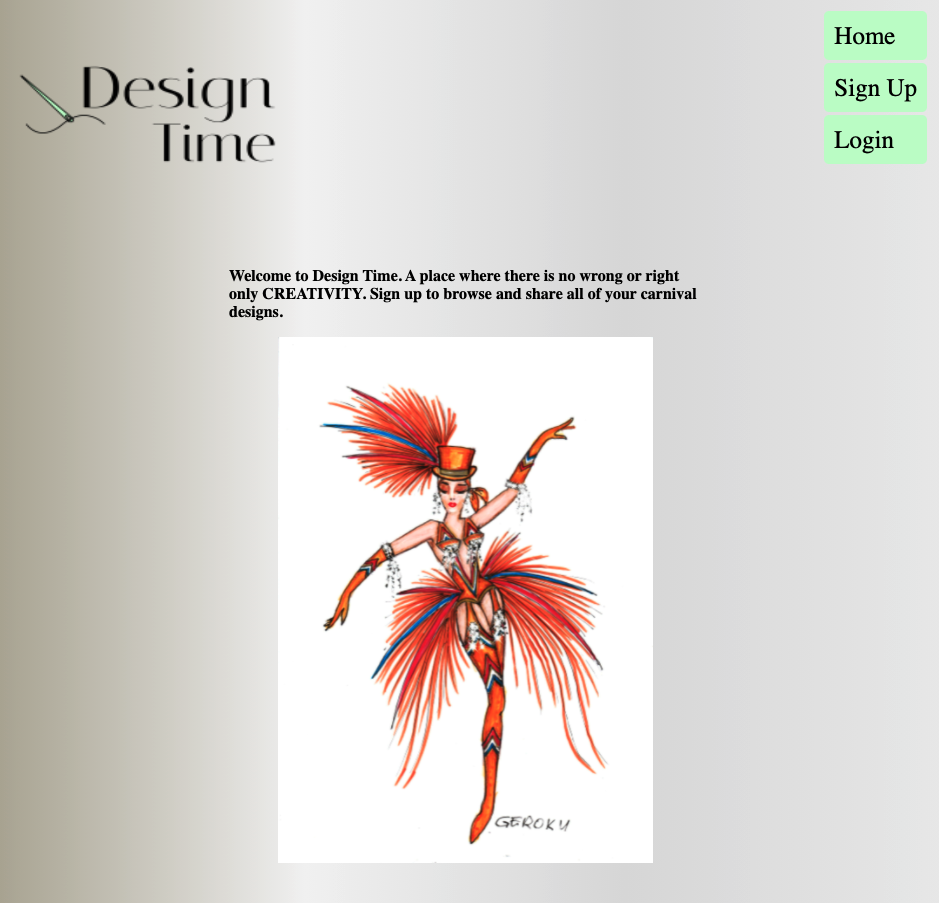 Home
Sign Up
Login
Design
Time
Welcome to Design Time. A place where there is no wrong or right
only CREATIVITY. Sign up to browse and share all of your carnival
designs.
GEROKU